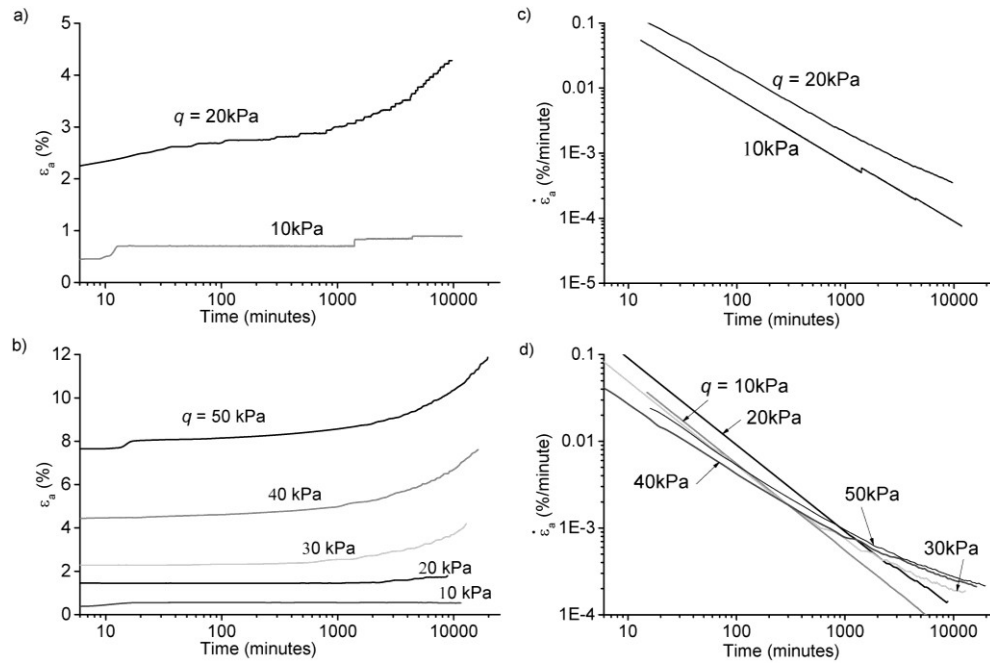 a)
5
4
3
2
1
0
εₐ (%)
q = 20kPa
10kPa
10 100 1000 10000
Time (minutes)
c)
0.1
0.01
1E-3
1E-4
1E-5
ε̇ₐ (%/minute)
q = 20kPa
10kPa
10 100 1000 10000
Time (minutes)
b)
12
10
8
6
4
2
0
εₐ (%)
q = 50 kPa
40 kPa
30 kPa
20 kPa
10 kPa
10 100 1000 10000
Time (minutes)
d)
0.1
0.01
1E-3
1E-4
ε̇ₐ (%/minute)
q = 10kPa
20kPa
40kPa
50kPa
30kPa
10 100 1000 10000
Time (minutes)